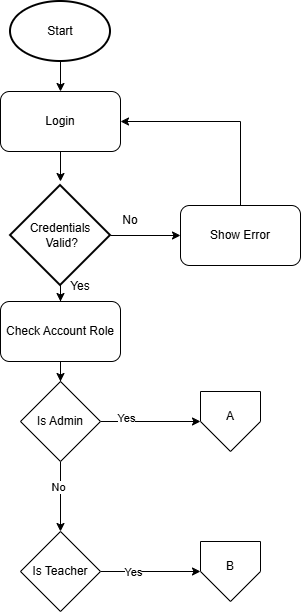 Start
Login
Credentials
Valid?
No
Show Error
Yes
Check Account Role
Is Admin
Yes
A
No
Is Teacher
Yes
B